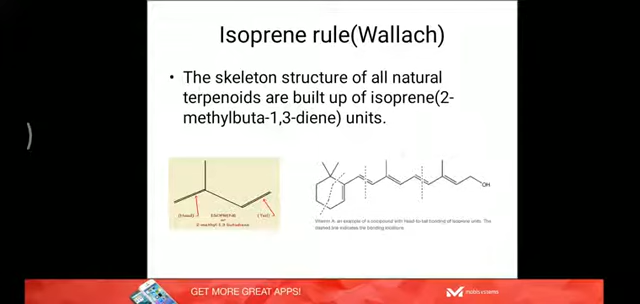 Isoprene rule(Wallach)
• The skeleton structure of all natural
terpenoids are built up of isoprene(2-
methylbuta-1,3-diene) units.
(Head)
(Tail)
ISOPRENE
or
2-methyl 1,3 butadiene
OH
Vitamin A, an example of a compound with head-to-tail bonding of isoprene units. The
dashed line indicates the bonding locations.
GET MORE GREAT APPS!
mobisystems